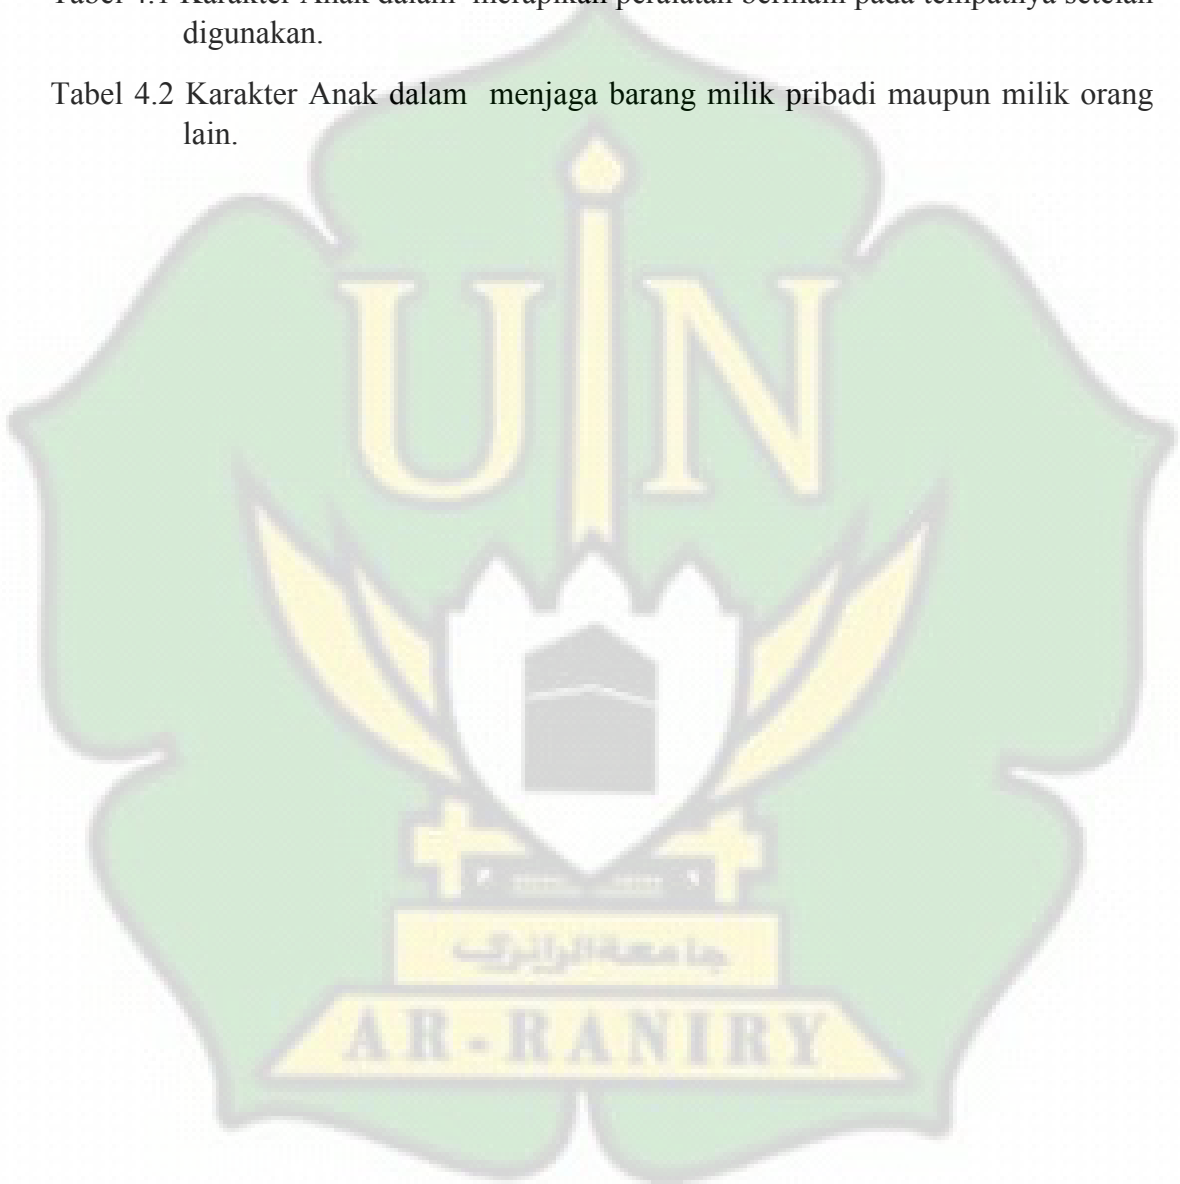 Tabel 4.1 Karakter Anak dalam  merapikan peralatan bermain pada tempatnya setelah
digunakan.
Tabel 4.2 Karakter Anak dalam  menjaga barang milik pribadi maupun milik orang
lain.
UIN
جامعةالرانرك
AR-RANIRY